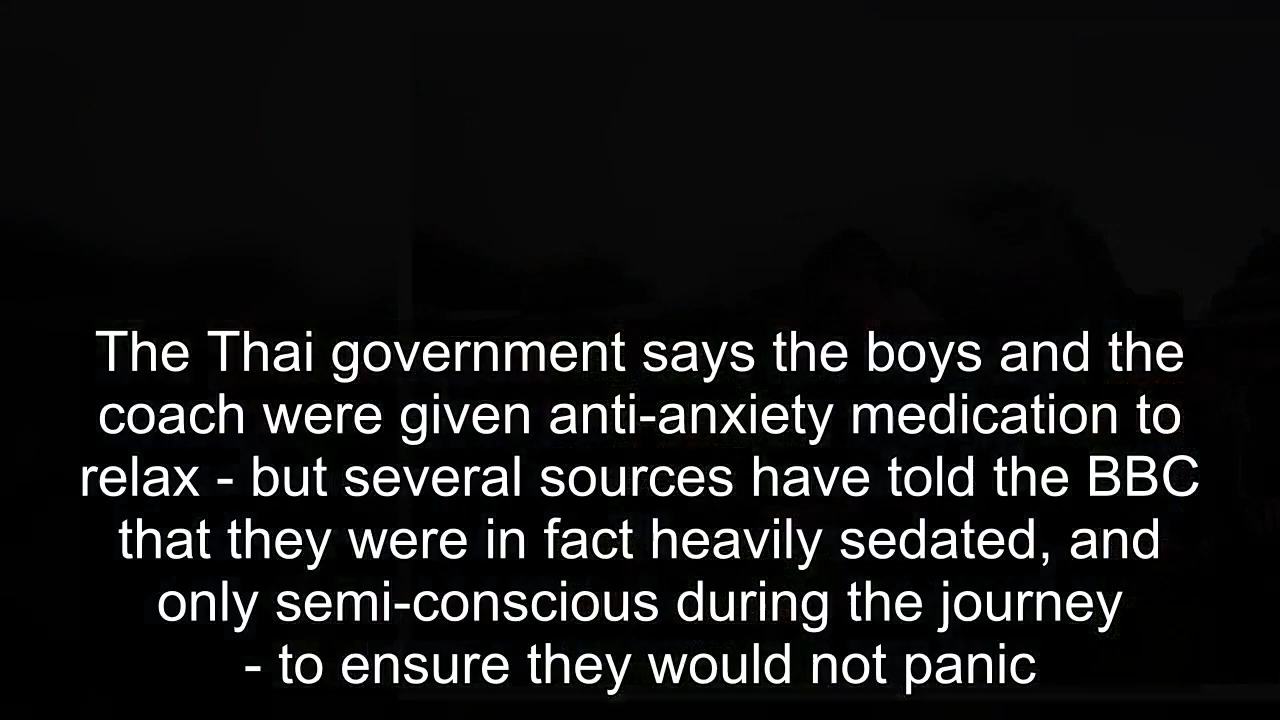 The Thai government says the boys and the
coach were given anti-anxiety medication to
relax - but several sources have told the BBC
that they were in fact heavily sedated, and
only semi-conscious during the journey
- to ensure they would not panic